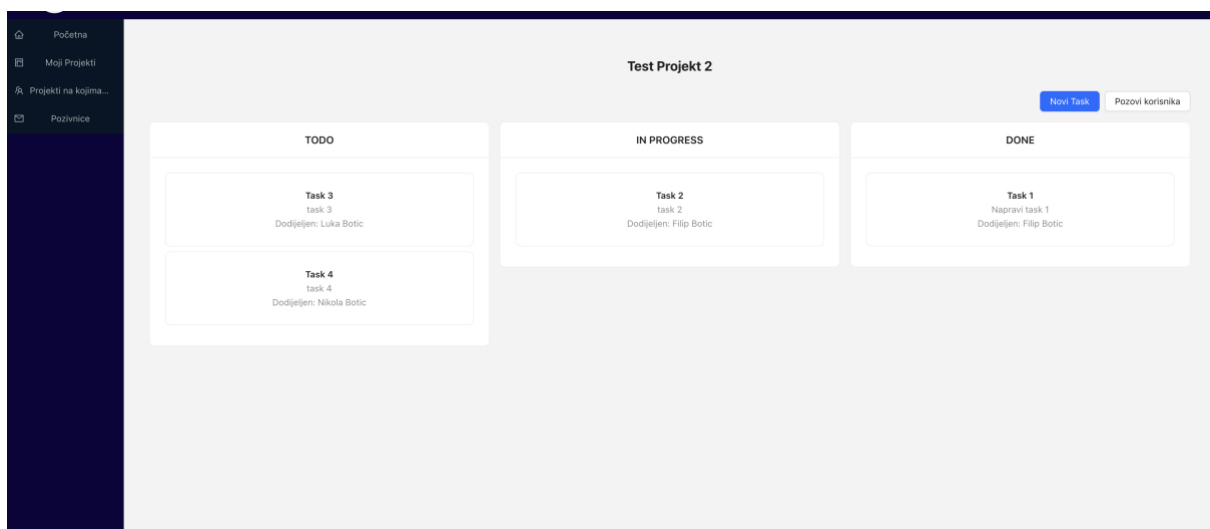 Početna
Moji Projekti
Projekti na kojima...
Pozivnice
Test Projekt 2
Novi Task
Pozovi korisnika
TODO
Task 3
task 3
Dodijeljen: Luka Botic
Task 4
task 4
Dodijeljen: Nikola Botic
IN PROGRESS
Task 2
task 2
Dodijeljen: Filip Botic
DONE
Task 1
Napravi task 1
Dodijeljen: Filip Botic